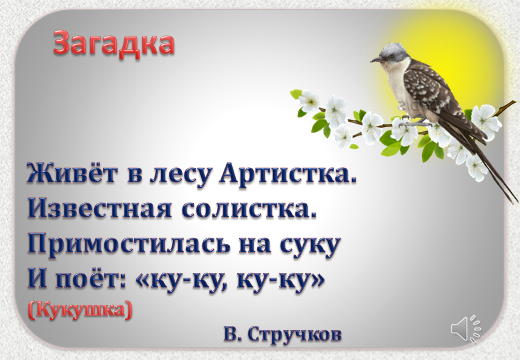 Загадка
Живёт в лесу Артистка.
Известная солистка.
Примостилась на суку
И поёт: «ку-ку, ку-ку»
(Кукушка)
В. Стручков